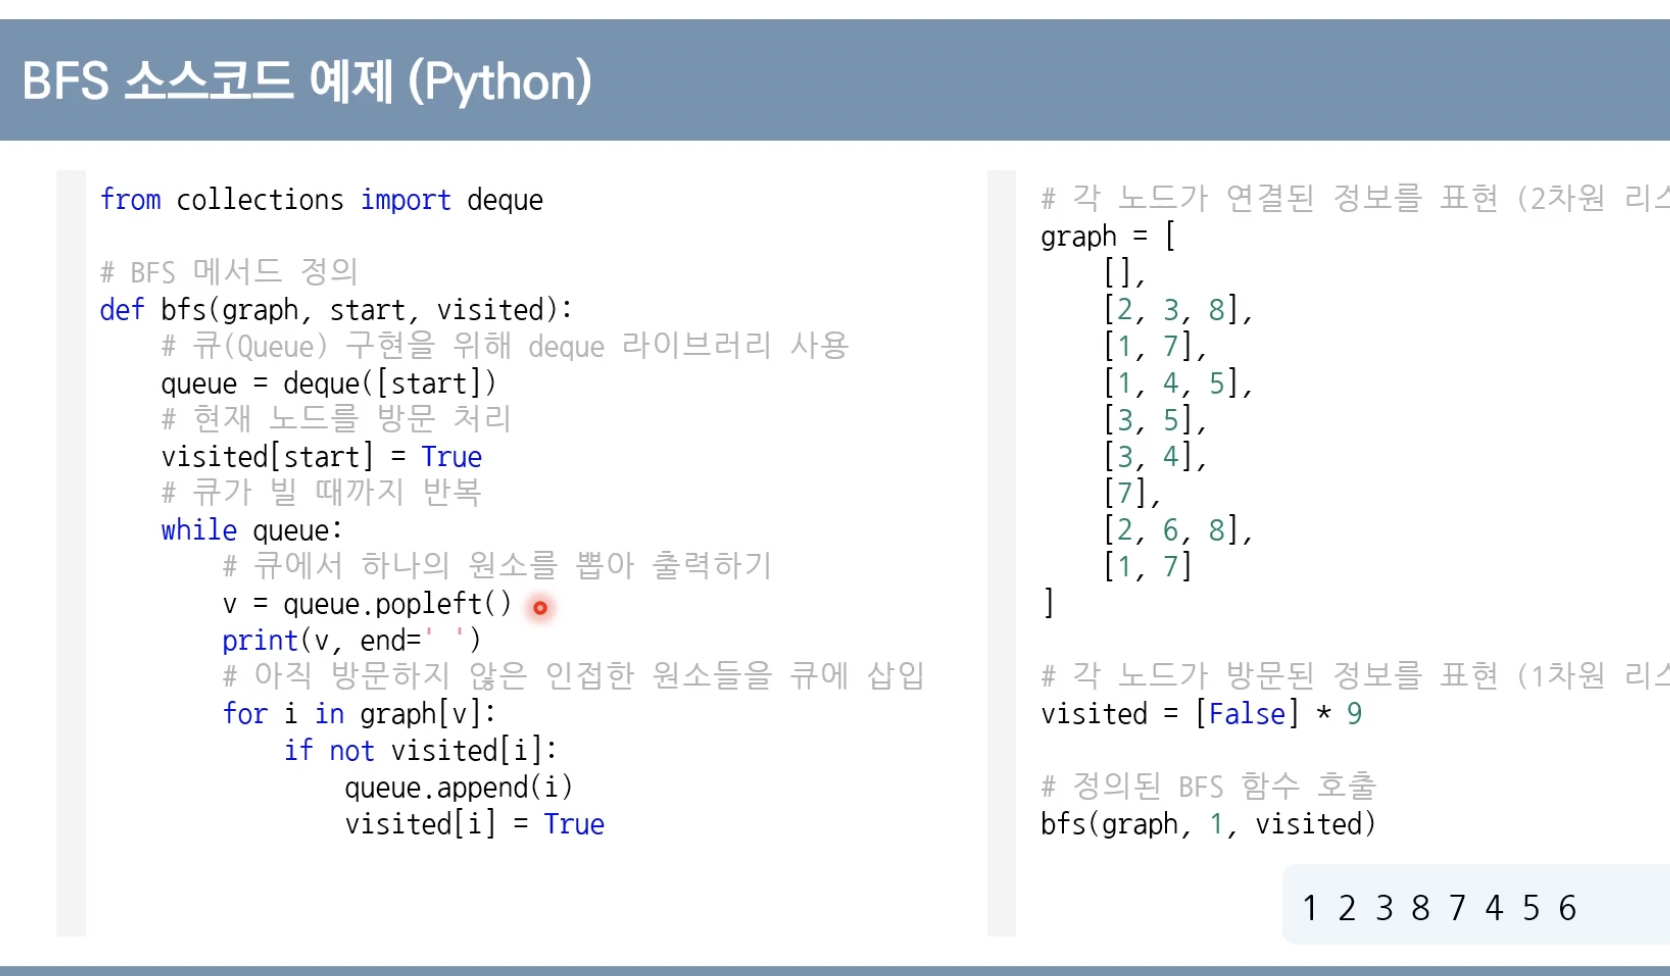 BFS 소스코드 예제 (Python)
from collections import deque
# BFS 메서드 정의
def bfs(graph, start, visited):
    # 큐(Queue) 구현을 위해 deque 라이브러리 사용
    queue = deque([start])
    # 현재 노드를 방문 처리
    visited[start] = True
    # 큐가 빌 때까지 반복
    while queue:
        # 큐에서 하나의 원소를 뽑아 출력하기
        v = queue.popleft()
        print(v, end=' ')
        # 아직 방문하지 않은 인접한 원소들을 큐에 삽입
        for i in graph[v]:
            if not visited[i]:
                queue.append(i)
                visited[i] = True
# 각 노드가 연결된 정보를 표현 (2차원 리
graph = [
    [],
    [2, 3, 8],
    [1, 7],
    [1, 4, 5],
    [3, 5],
    [3, 4],
    [7],
    [2, 6, 8],
    [1, 7]
]
# 각 노드가 방문된 정보를 표현 (1차원 리
visited = [False] * 9
# 정의된 BFS 함수 호출
bfs(graph, 1, visited)
1 2 3 8 7 4 5 6